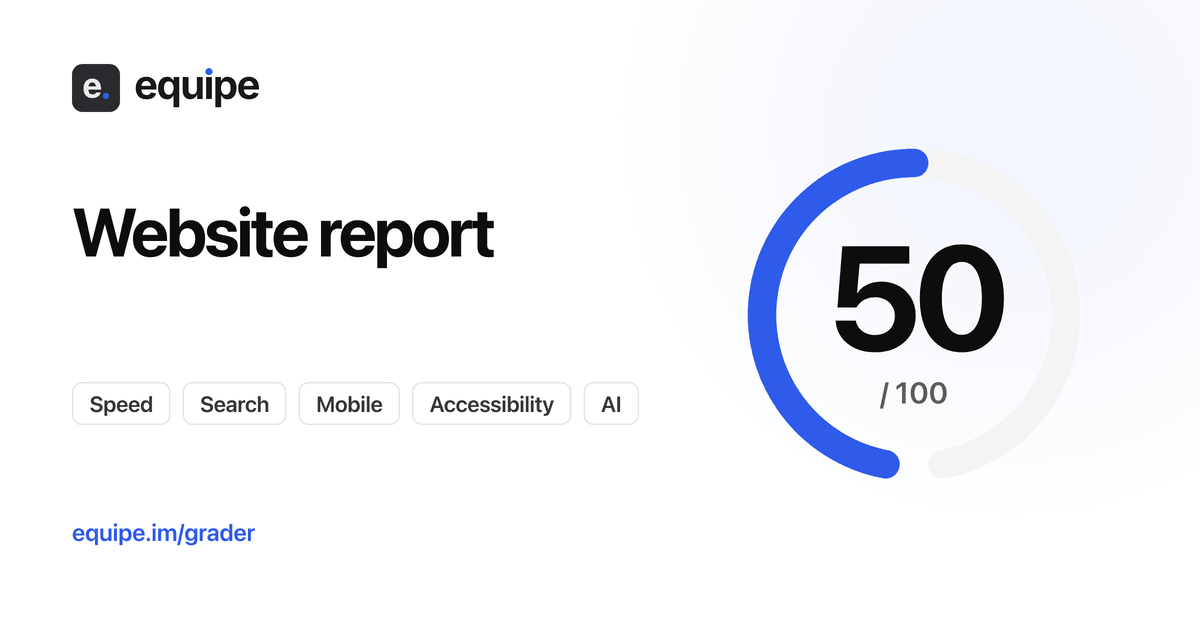 e.
equipe
Website report
50
/ 100
Speed
Search
Mobile
Accessibility
AI
equipe.im/grader